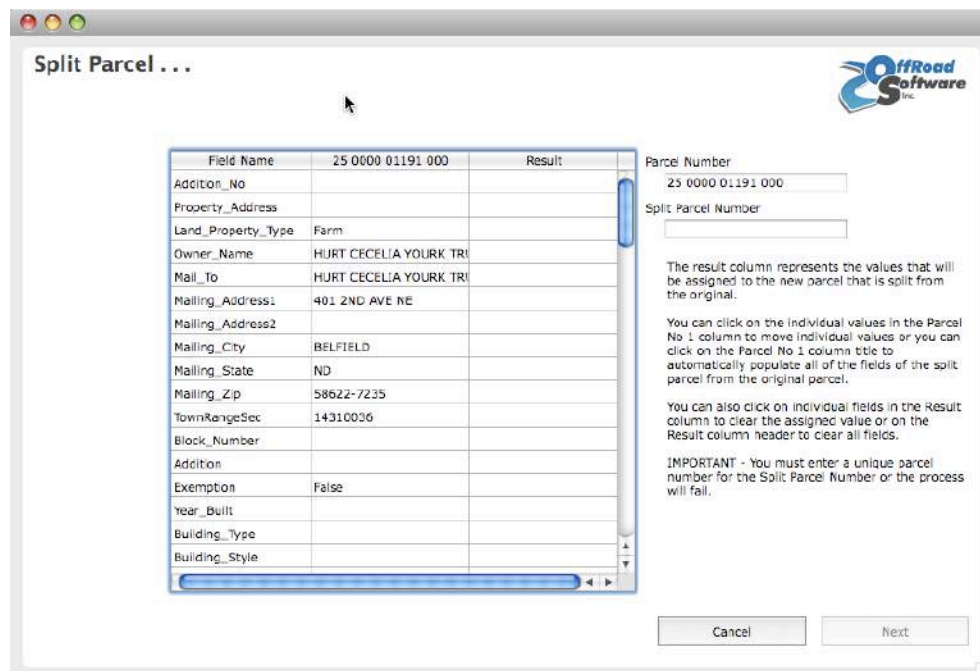 Split Parcel . . .
OffRoad
Software
Inc.
Field Name 25 0000 01191 000 Result
Addition_No
Property_Address
Land_Property_Type Farm
Owner_Name HURT CECELIA YOURK TRU
Mail_To HURT CECELIA YOURK TRU
Mailing_Address1 401 2ND AVE NE
Mailing_Address2
Mailing_City BELFIELD
Mailing_State ND
Mailing_Zip 58622-7235
TownRangeSec 14310036
Block_Number
Addition
Exemption False
Year_Built
Building_Type
Building_Style
Parcel Number
25 0000 01191 000
Split Parcel Number
The result column represents the values that will
be assigned to the new parcel that is split from
the original.
You can click on the individual values in the Parcel
No 1 column to move individual values or you can
click on the Parcel No 1 column title to
automatically populate all of the fields of the split
parcel from the original parcel.
You can also click on individual fields in the Result
column to clear the assigned value or on the
Result column header to clear all fields.
IMPORTANT - You must enter a unique parcel
number for the Split Parcel Number or the process
will fail.
Cancel
Next